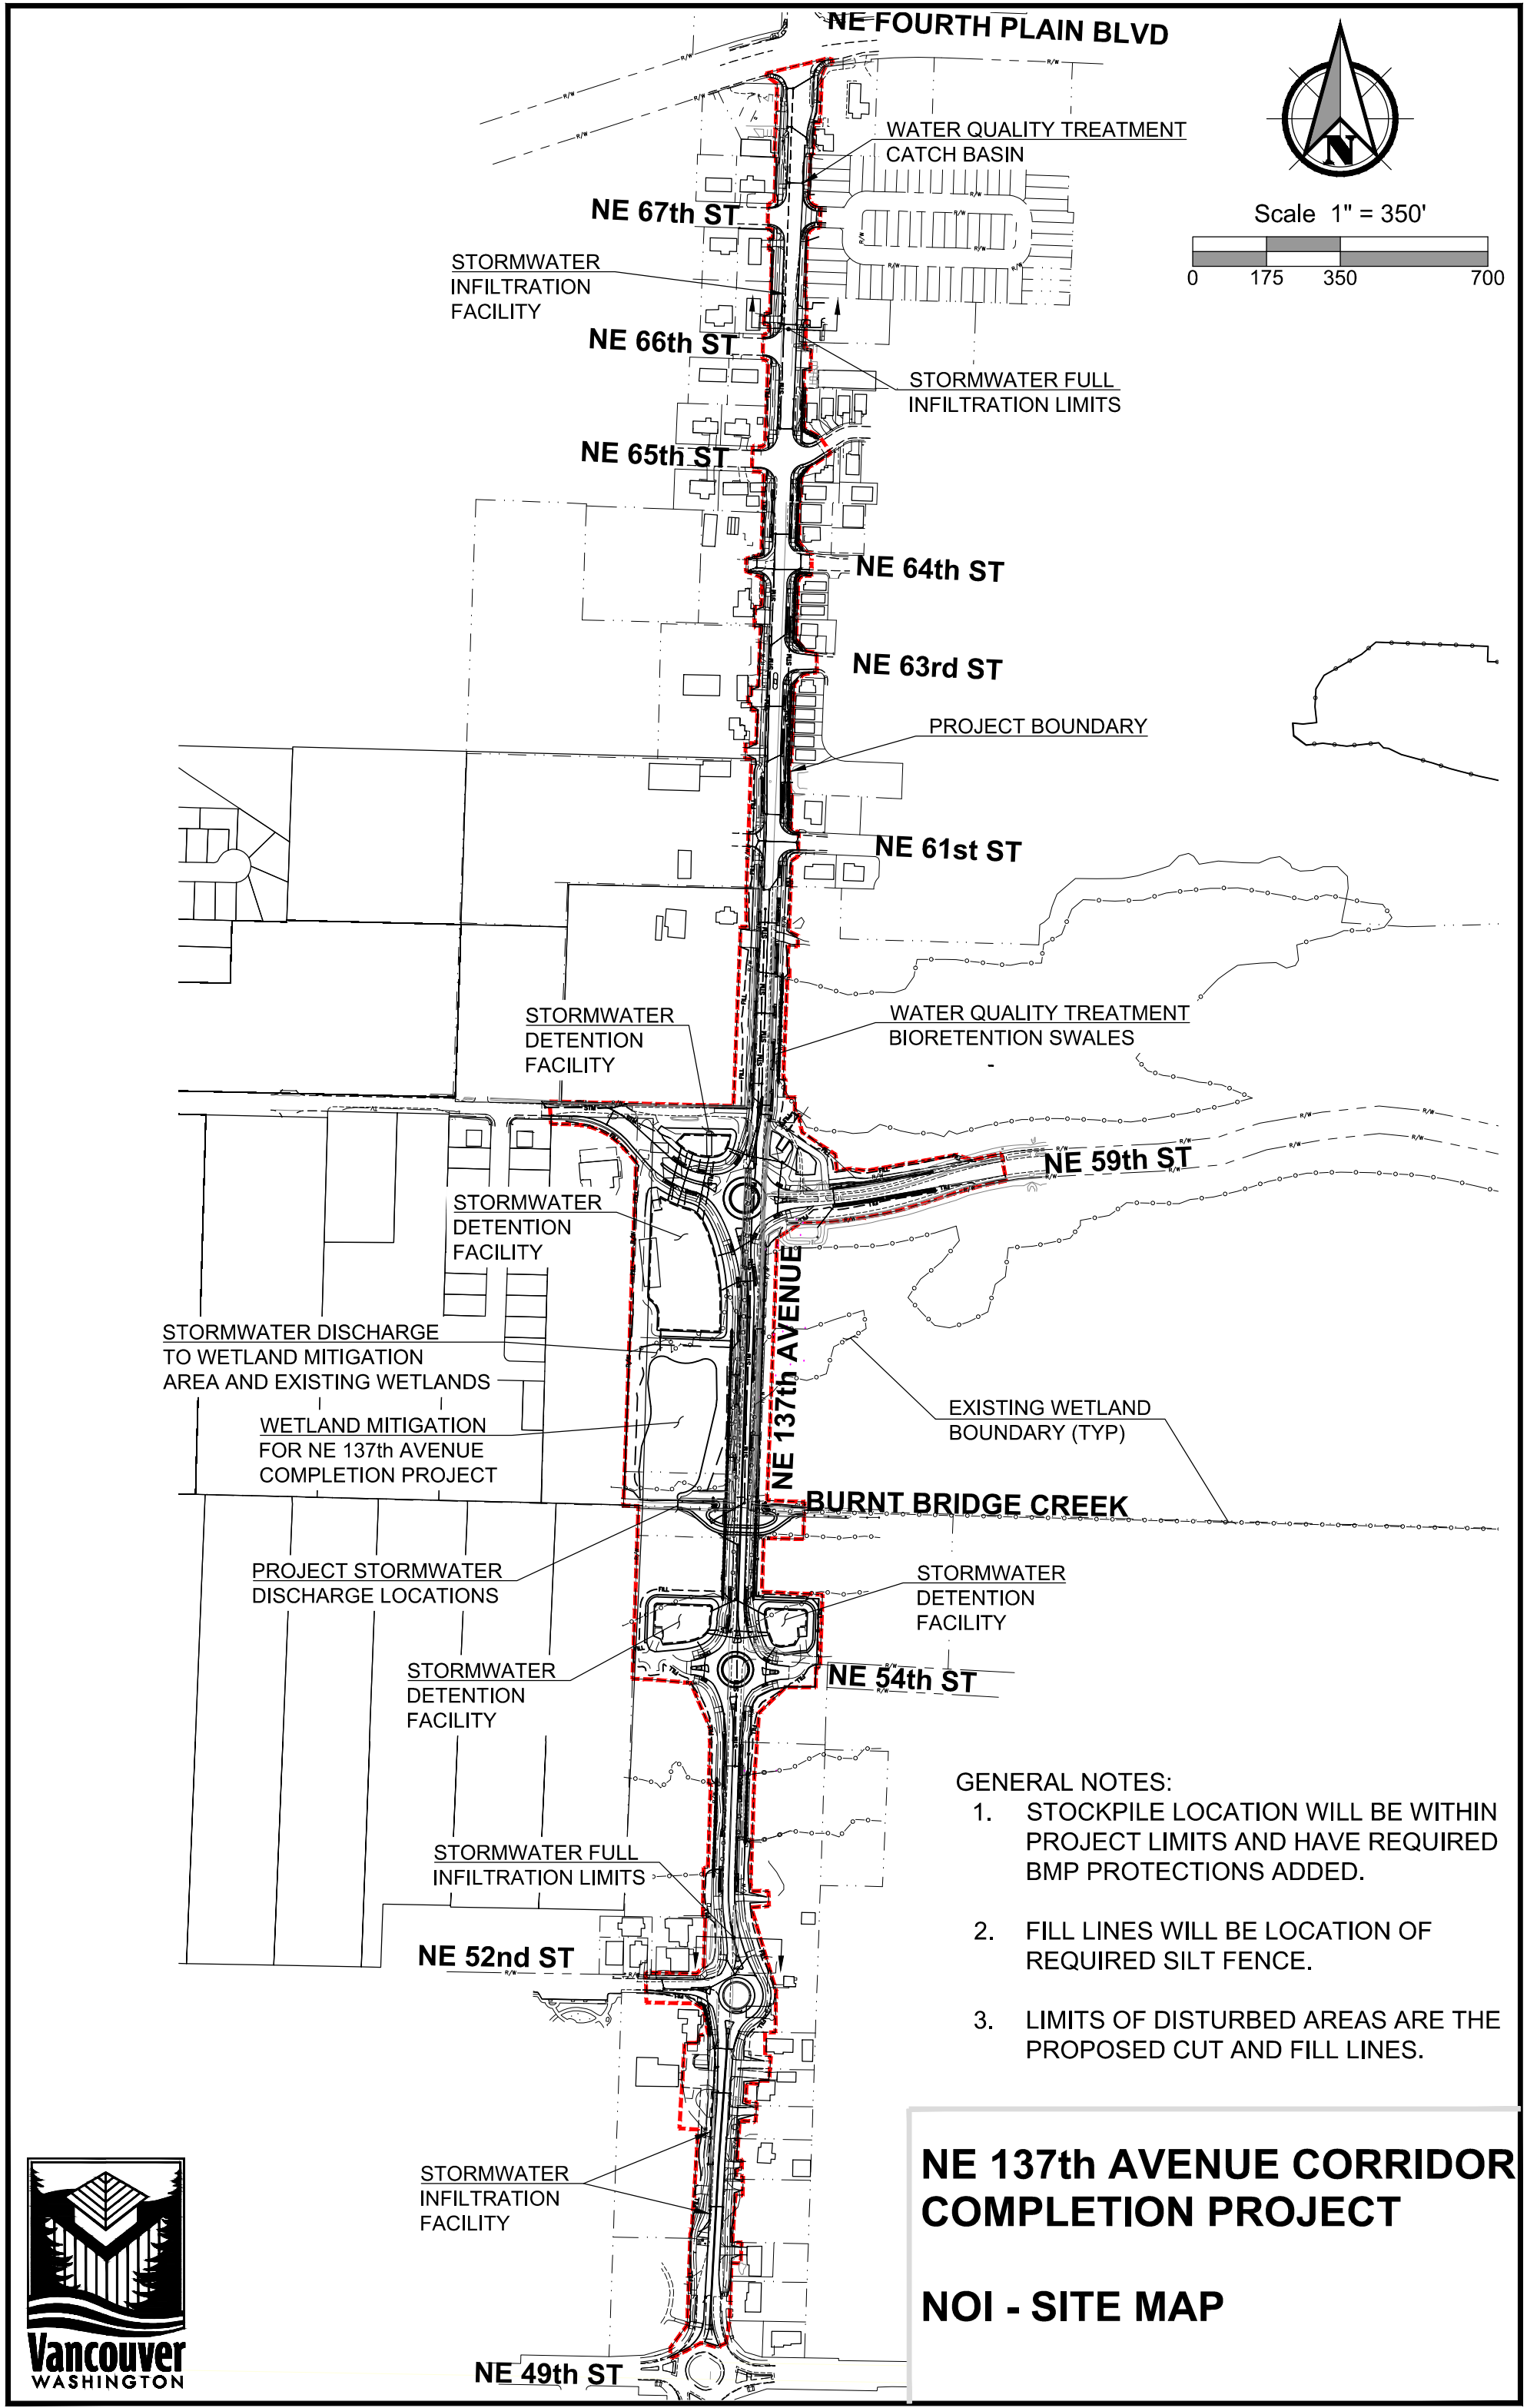 NE FOURTH PLAIN BLVD
WATER QUALITY TREATMENT
CATCH BASIN
N
Scale 1" = 350'
0 175 350 700
NE 67th ST
STORMWATER
INFILTRATION
FACILITY
NE 66th ST
STORMWATER FULL
INFILTRATION LIMITS
NE 65th ST
NE 64th ST
NE 63rd ST
PROJECT BOUNDARY
NE 61st ST
STORMWATER
DETENTION
FACILITY
WATER QUALITY TREATMENT
BIORETENTION SWALES
NE 59th ST
STORMWATER
DETENTION
FACILITY
NE 137th AVENUE
STORMWATER DISCHARGE
TO WETLAND MITIGATION
AREA AND EXISTING WETLANDS
WETLAND MITIGATION
FOR NE 137th AVENUE
COMPLETION PROJECT
EXISTING WETLAND
BOUNDARY (TYP)
BURNT BRIDGE CREEK
PROJECT STORMWATER
DISCHARGE LOCATIONS
STORMWATER
DETENTION
FACILITY
STORMWATER
DETENTION
FACILITY
NE 54th ST
GENERAL NOTES:
1. STOCKPILE LOCATION WILL BE WITHIN
PROJECT LIMITS AND HAVE REQUIRED
BMP PROTECTIONS ADDED.
2. FILL LINES WILL BE LOCATION OF
REQUIRED SILT FENCE.
3. LIMITS OF DISTURBED AREAS ARE THE
PROPOSED CUT AND FILL LINES.
STORMWATER FULL
INFILTRATION LIMITS
NE 52nd ST
STORMWATER
INFILTRATION
FACILITY
NE 49th ST
NE 137th AVENUE CORRIDOR
COMPLETION PROJECT
NOI - SITE MAP
Vancouver
WASHINGTON